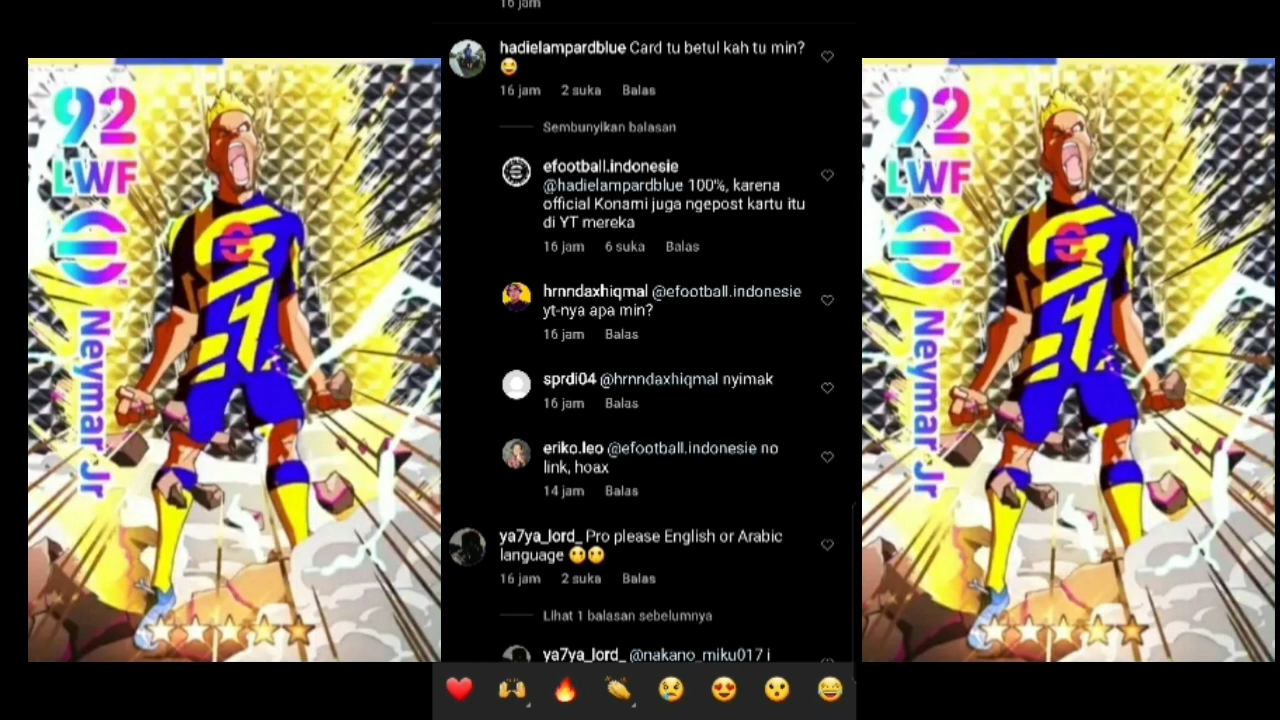 92
LWF
Neymar Jr
16 jam
hadielampardblue Card tu betul kah tu min?
😅
16 jam 2 suka Balas
Sembunyikan balasan
efootball.indonesie
@hadielampardblue 100%, karena
official Konami juga ngepost kartu itu
di YT mereka
16 jam 6 suka Balas
hrnndaxhiqmal @efootball.indonesie
yt-nya apa min?
16 jam Balas
sprdi04 @hrnndaxhiqmal nyimak
16 jam Balas
eriko.leo @efootball.indonesie no
link, hoax
14 jam Balas
ya7ya_lord_ Pro please English or Arabic
language 😶😶
16 jam 2 suka Balas
Lihat 1 balasan sebelumnya
ya7ya_lord_ @nakano_miku017 i
92
LWF
Neymar Jr